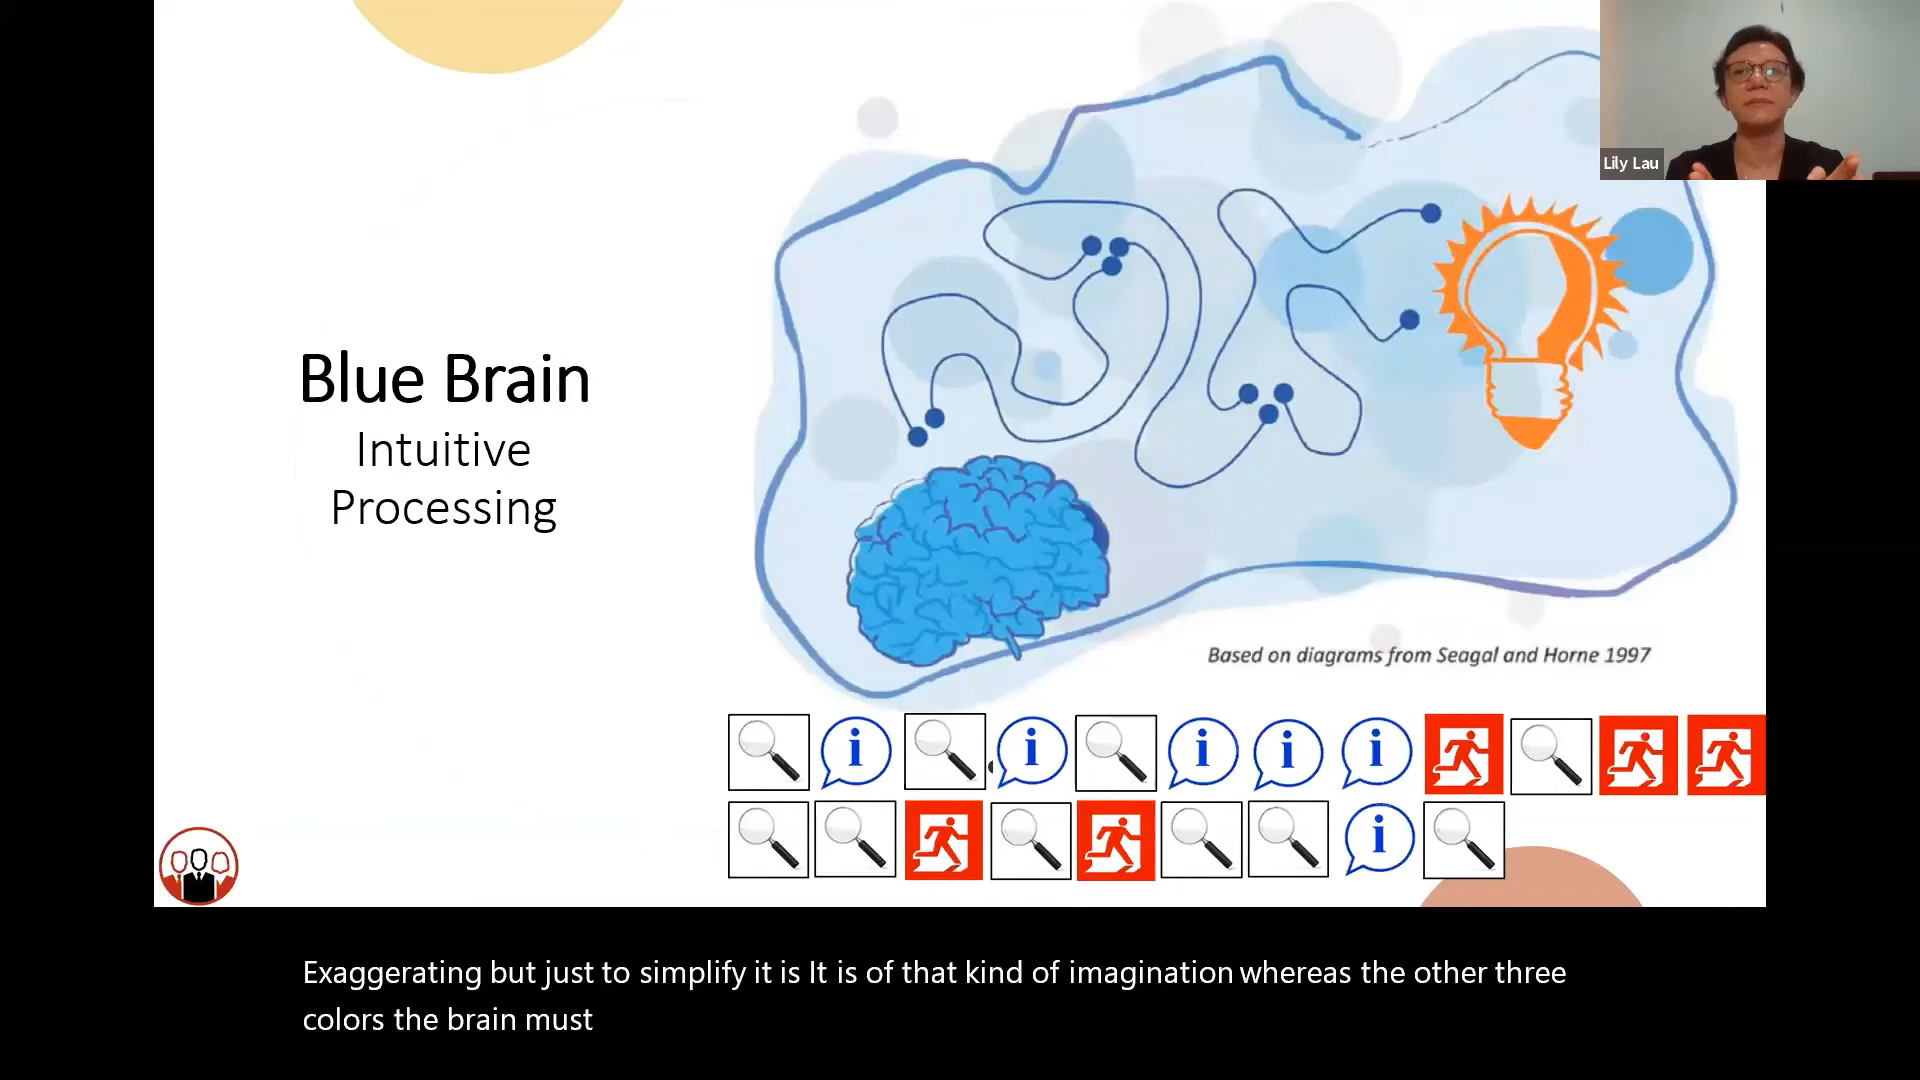 Lily Lau
Blue Brain
Intuitive
Processing
Based on diagrams from Seagal and Horne 1997
i i i i i
i
Exaggerating but just to simplify it is It is of that kind of imagination whereas the other three
colors the brain must